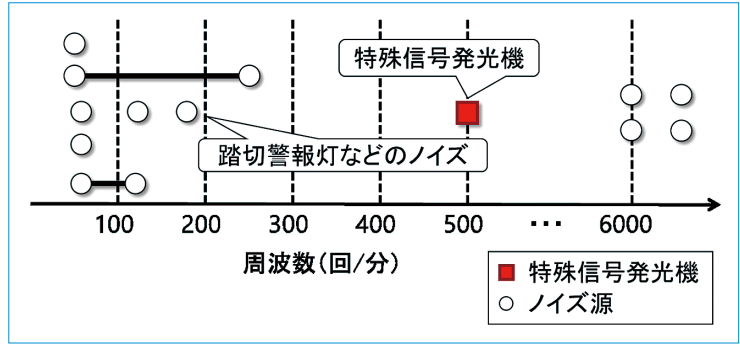 特殊信号発光機
踏切警報灯などのノイズ
100 200 300 400 500 ・・・ 6000
周波数(回/分)
特殊信号発光機
ノイズ源